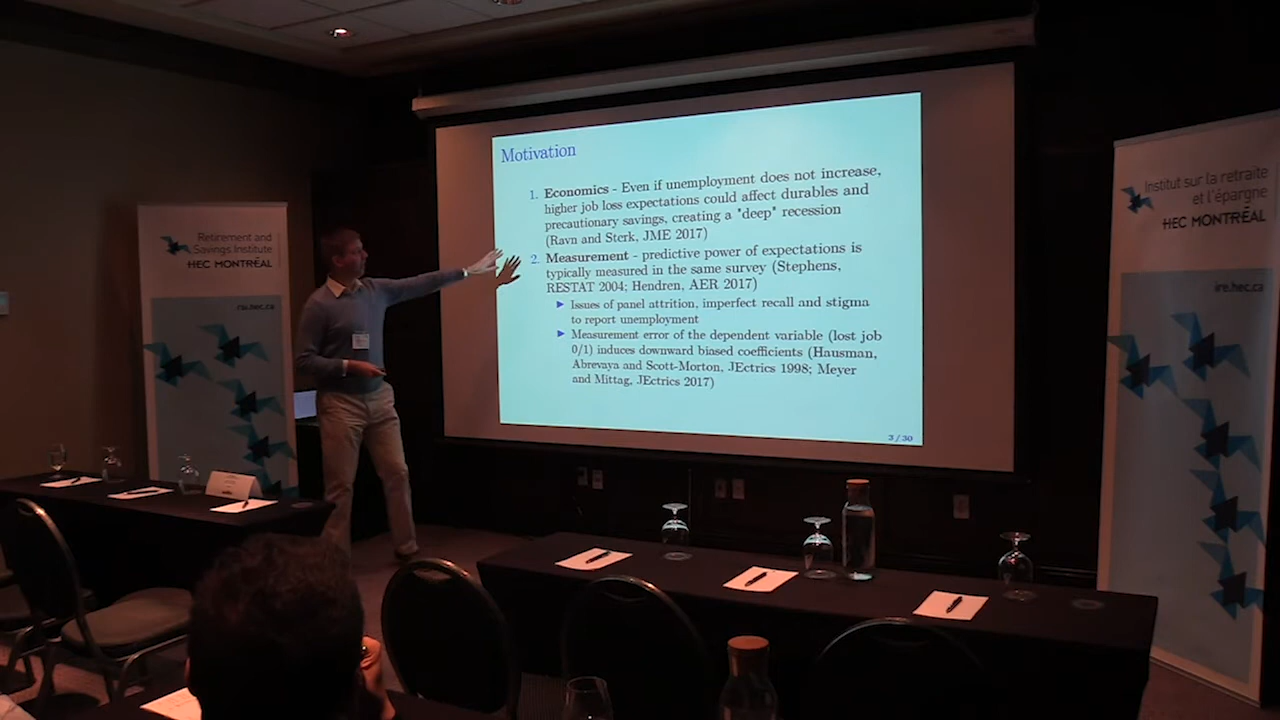 Motivation
1. Economics - Even if unemployment does not increase,
higher job loss expectations could affect durables and
precautionary savings, creating a "deep" recession
(Ravn and Sterk, JME 2017)
2. Measurement - predictive power of expectations is
typically measured in the same survey (Stephens,
RESTAT 2004; Hendren, AER 2017)
Issues of panel attrition, imperfect recall and stigma
to report unemployment
Measurement error of the dependent variable (lost job
0/1) induces downward biased coefficients (Hausman,
Abrevaya and Scott-Morton, JEctrics 1998; Meyer
and Mittag, JEctrics 2017)
3 / 30
Retirement and
Savings Institute
HEC MONTRÉAL
rsi.hec.ca
Institut sur la retraite
et l'épargne
HEC MONTRÉAL
ire.hec.ca